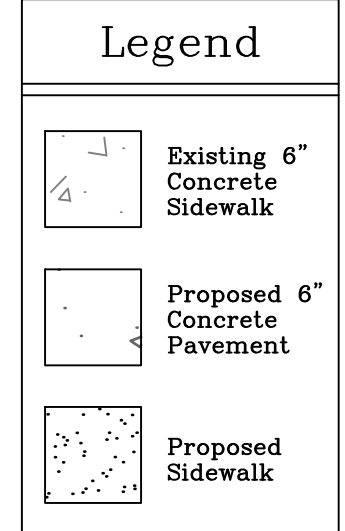 Legend
Existing 6”
Concrete
Sidewalk
Proposed 6”
Concrete
Pavement
Proposed
Sidewalk